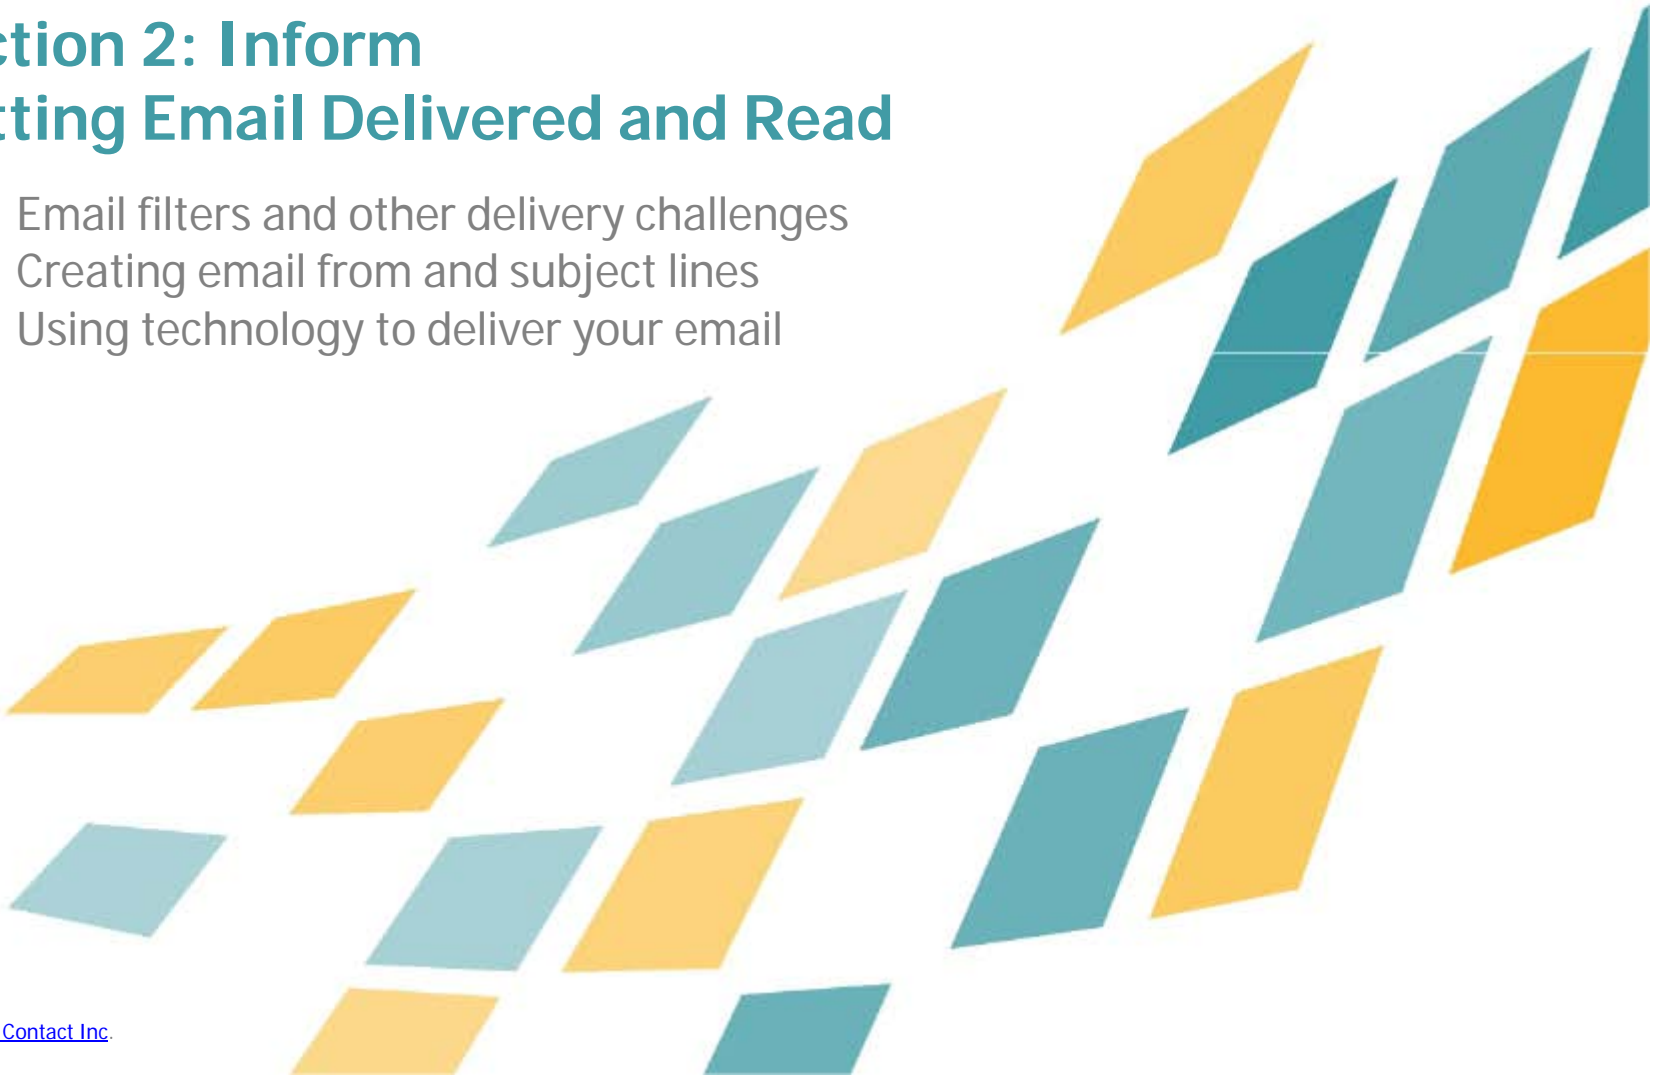 ction 2: Inform
tting Email Delivered and Read
Email filters and other delivery challenges
Creating email from and subject lines
Using technology to deliver your email
Contact Inc.